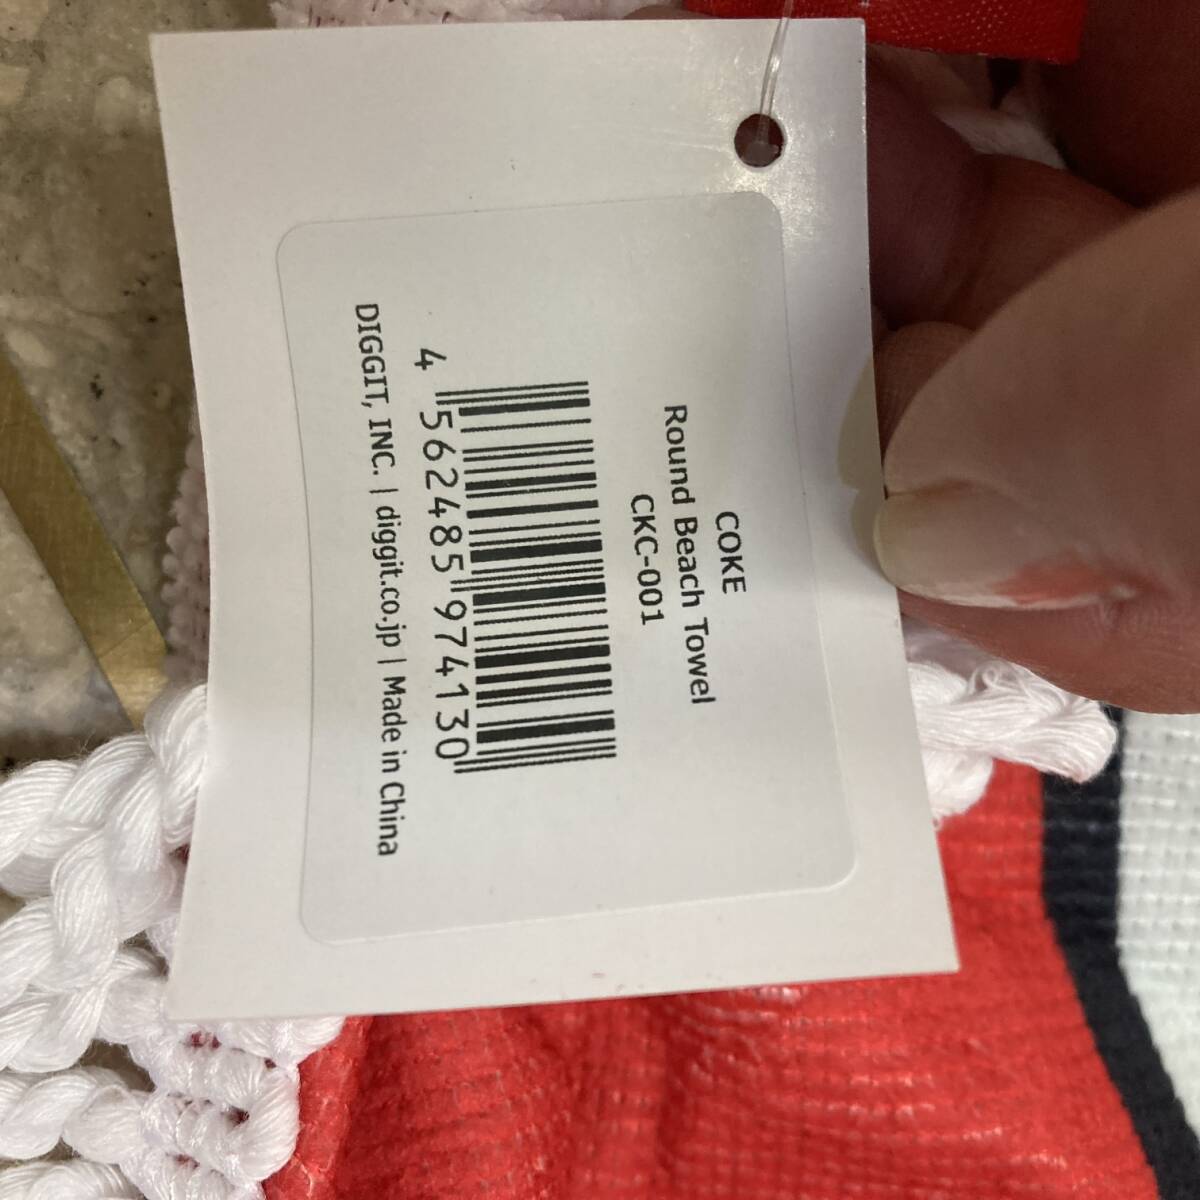 COKE
Round Beach Towel
CKC-001
4 562485 974130
DIGGIT, INC. | diggit.co.jp | Made in China